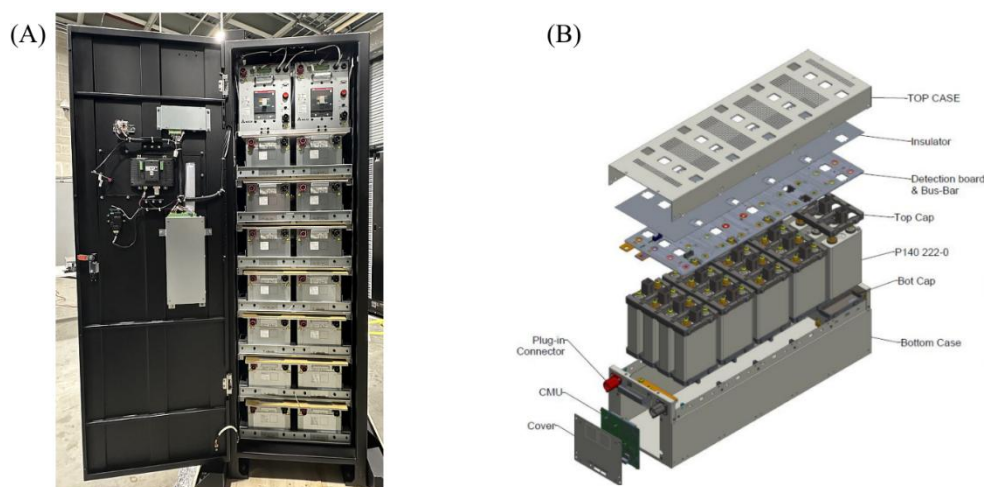 (A)
(B)
TOP CASE
Insulator
Detection board
& Bus-Bar
Top Cap
P140 222-0
Bot Cap
Bottom Case
Plug-in
Connector
CMU
Cover